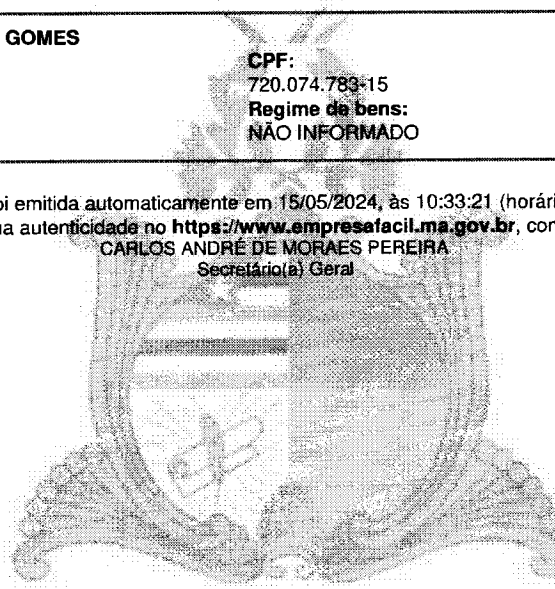 GOMES
CPF:
720.074.783-15
Regime de bens:
NÃO INFORMADO
oi emitida automaticamente em 15/05/2024, às 10:33:21 (horári
ua autenticidade no https://www.empresafacil.ma.gov.br, con
CARLOS ANDRÉ DE MORAES PEREIRA
Secretário(a) Geral